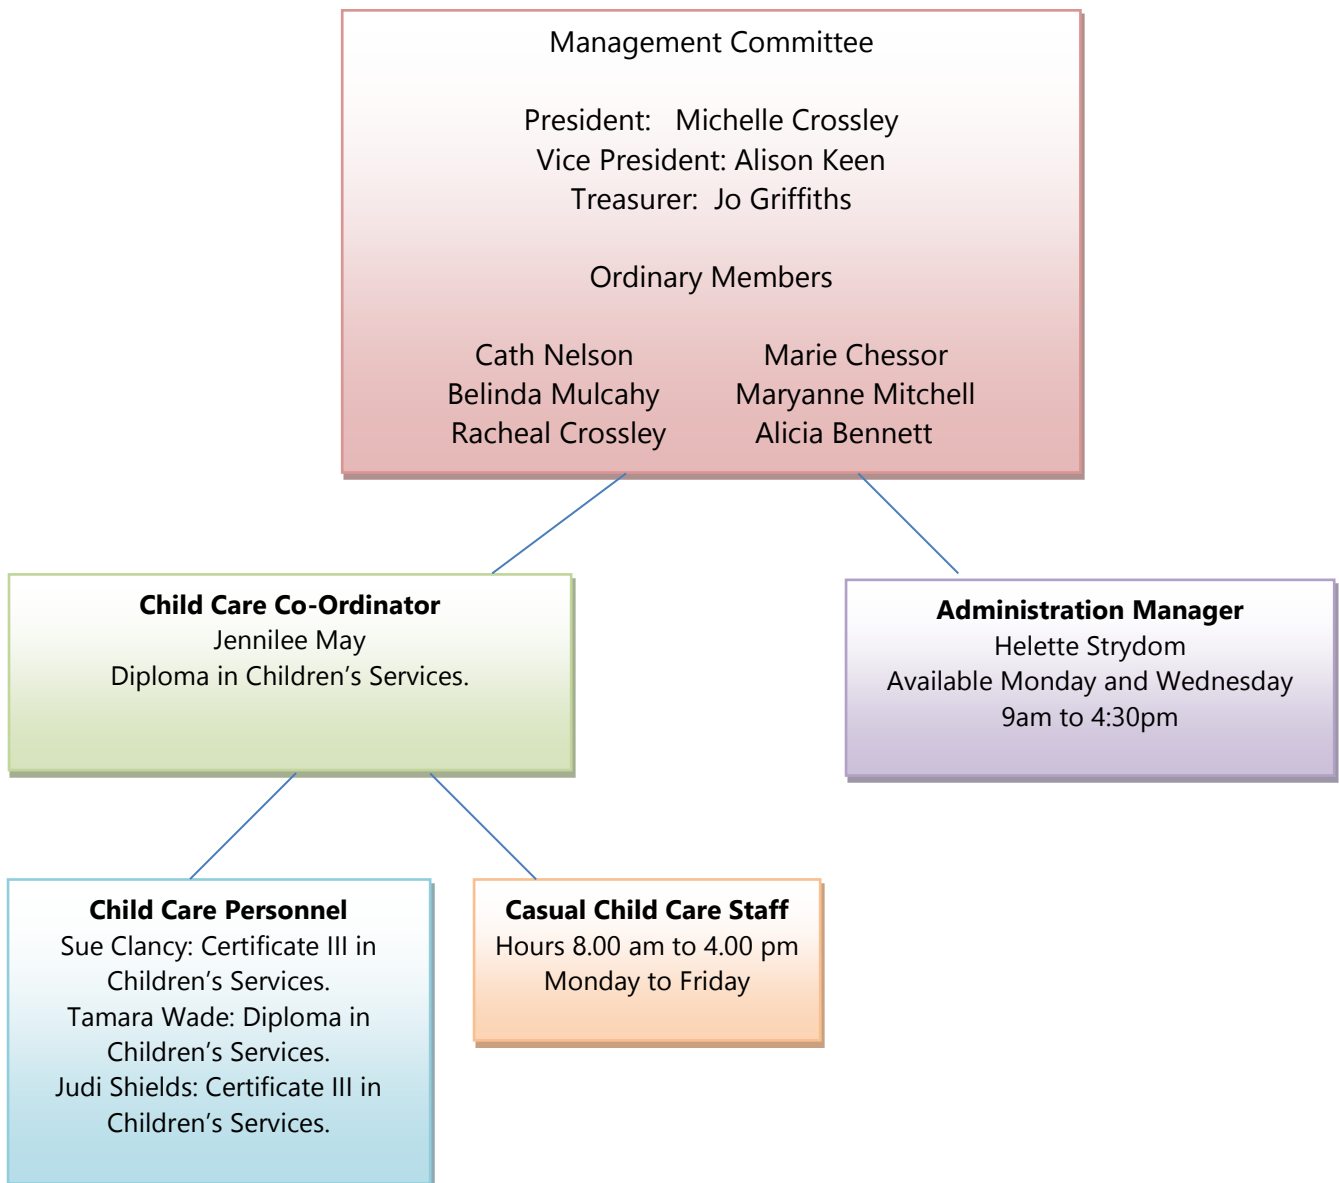 Management Committee
President: Michelle Crossley
Vice President: Alison Keen
Treasurer: Jo Griffiths
Ordinary Members
Cath Nelson Marie Chessor
Belinda Mulcahy Maryanne Mitchell
Racheal Crossley Alicia Bennett
Child Care Co-Ordinator
Jennilee May
Diploma in Children’s Services.
Administration Manager
Helette Strydom
Available Monday and Wednesday
9am to 4:30pm
Child Care Personnel
Sue Clancy: Certificate III in
Children’s Services.
Tamara Wade: Diploma in
Children’s Services.
Judi Shields: Certificate III in
Children’s Services.
Casual Child Care Staff
Hours 8.00 am to 4.00 pm
Monday to Friday